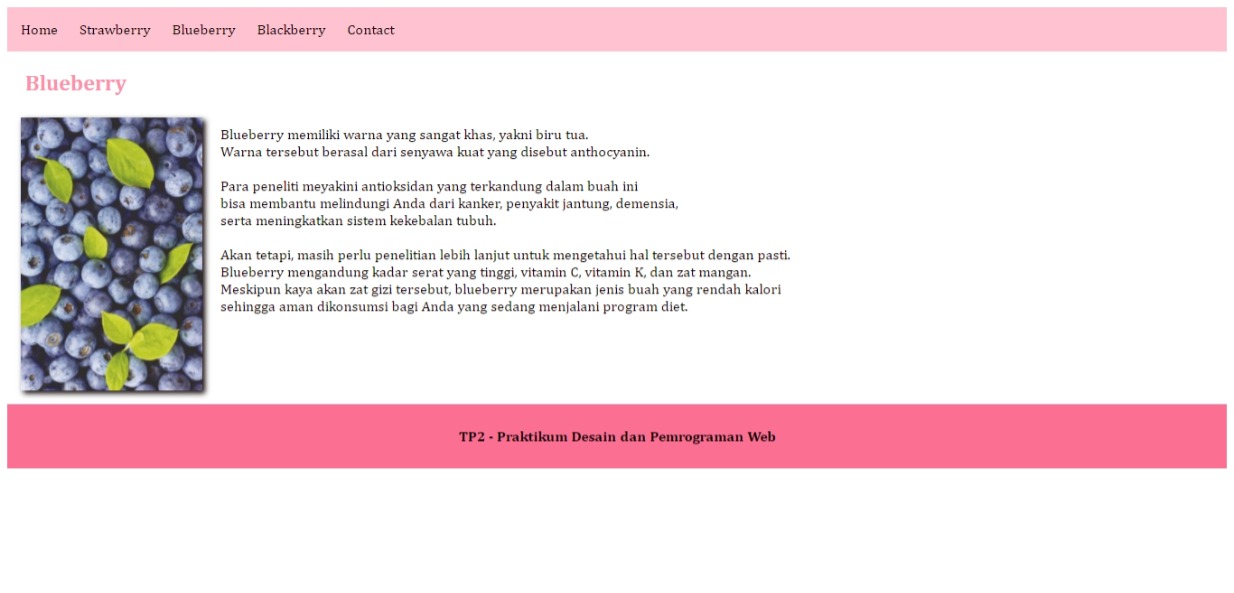 Home Strawberry Blueberry Blackberry Contact
Blueberry
Blueberry memiliki warna yang sangat khas, yakni biru tua.
Warna tersebut berasal dari senyawa kuat yang disebut anthocyanin.
Para peneliti meyakini antioksidan yang terkandung dalam buah ini
bisa membantu melindungi Anda dari kanker, penyakit jantung, demensia,
serta meningkatkan sistem kekebalan tubuh.
Akan tetapi, masih perlu penelitian lebih lanjut untuk mengetahui hal tersebut dengan pasti.
Blueberry mengandung kadar serat yang tinggi, vitamin C, vitamin K, dan zat mangan.
Meskipun kaya akan zat gizi tersebut, blueberry merupakan jenis buah yang rendah kalori
sehingga aman dikonsumsi bagi Anda yang sedang menjalani program diet.
TP2 - Praktikum Desain dan Pemrograman Web